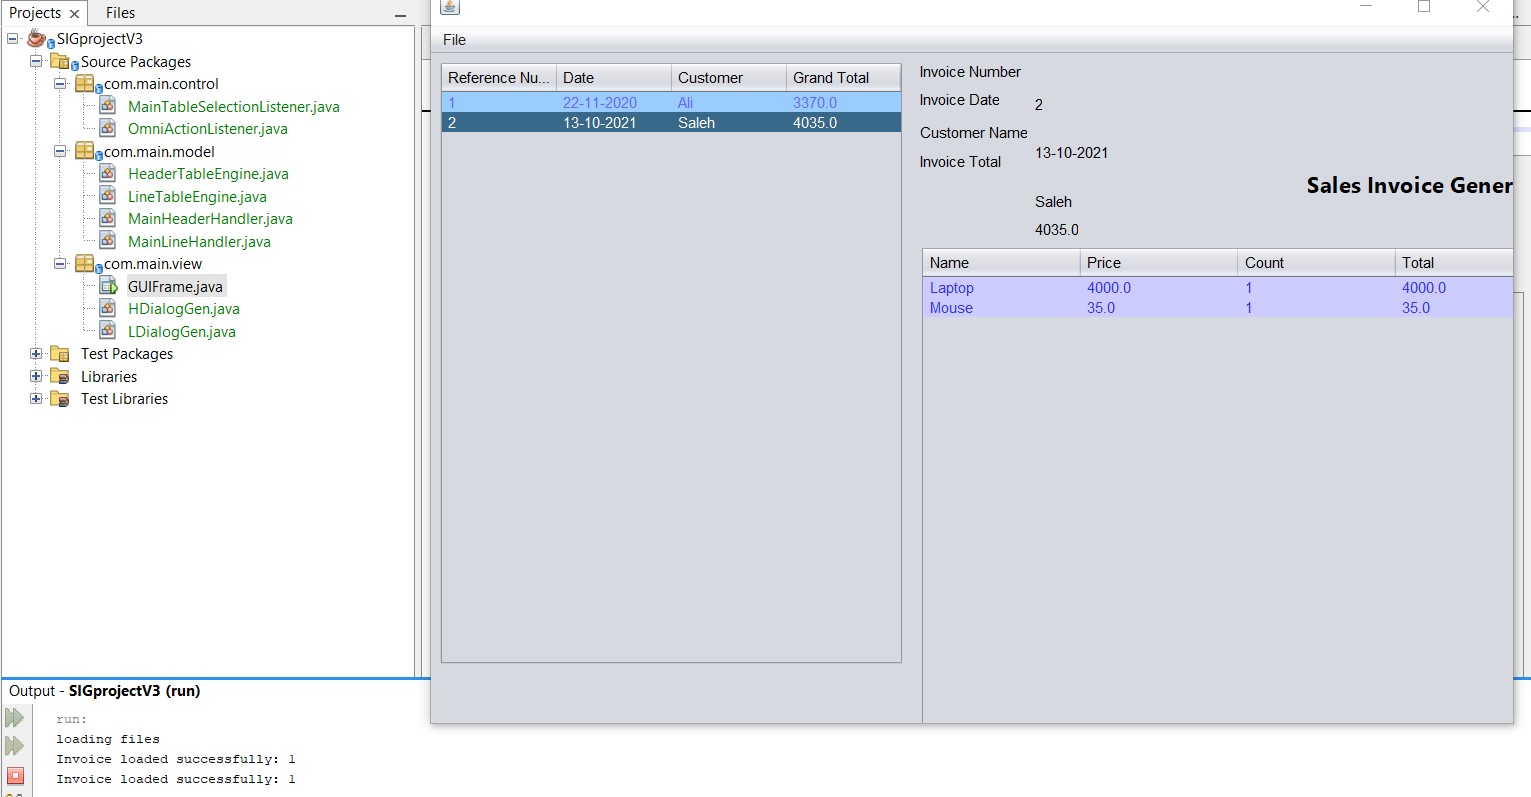 Projects
Files
SIGprojectV3
Source Packages
com.main.control
MainTableSelectionListener.java
OmniActionListener.java
com.main.model
HeaderTableEngine.java
LineTableEngine.java
MainHeaderHandler.java
MainLineHandler.java
com.main.view
GUIFrame.java
HDialogGen.java
LDialogGen.java
Test Packages
Libraries
Test Libraries
File
Reference Nu... Date Customer Grand Total
1 22-11-2020 Ali 3370.0
2 13-10-2021 Saleh 4035.0
Invoice Number
Invoice Date
2
Customer Name
13-10-2021
Invoice Total
Sales Invoice Gener
Saleh
4035.0
Name Price Count Total
Laptop 4000.0 1 4000.0
Mouse 35.0 1 35.0
Output - SIGprojectV3 (run)
run:
loading files
Invoice loaded successfully: 1
Invoice loaded successfully: 1